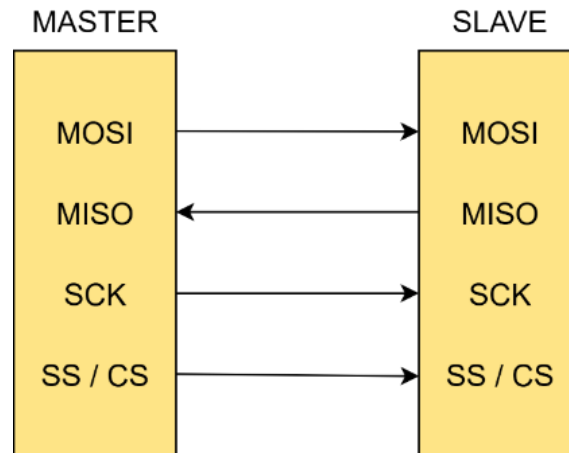 MASTER SLAVE
MOSI MOSI
MISO MISO
SCK SCK
SS / CS SS / CS